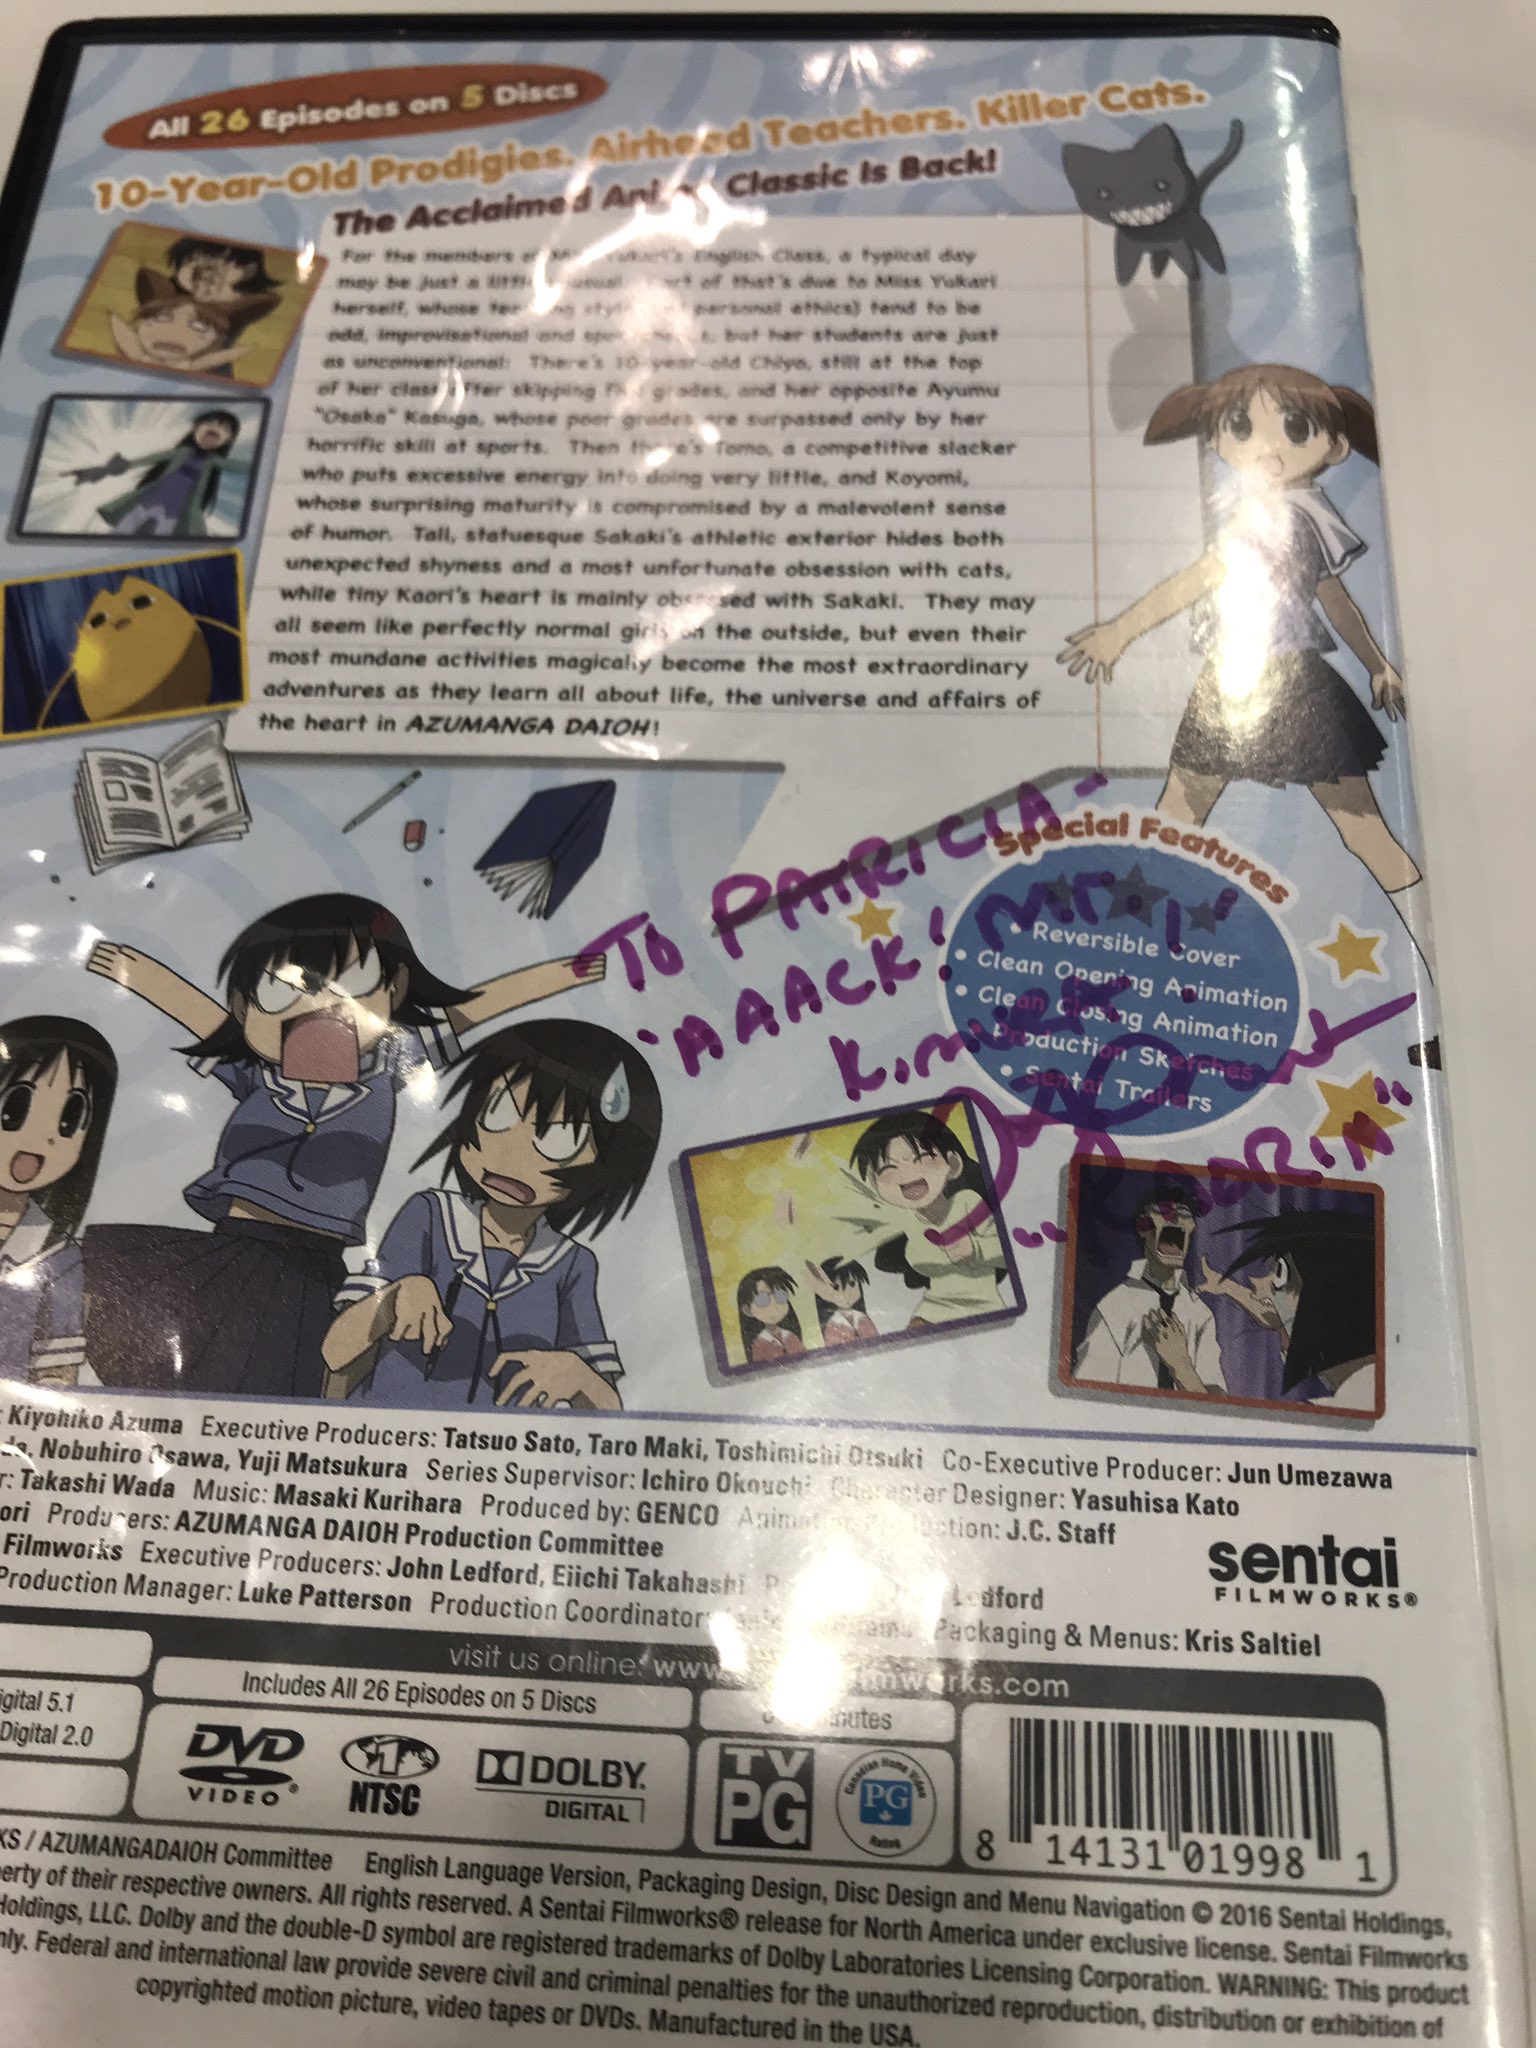 All 26 Episodes on 5 Discs
10-Year-Old Prodigies. Airhead Teachers. Killer Cats.
The Acclaimed Classic Is Back!
For the members English Class, a typical day
may be just a of that's due to Miss Yukari
herself, whose personal ethics) tend to be
odd, improvisational and but her students are just
as unconventional: There's 10-year-old Chiyo, still at the top
of her class after skipping grades, and her opposite Ayumu
"Osaka" Kasuga, whose poor grades are surpassed only by her
horrific skill at sports. Then there's Tomo, a competitive slacker
who puts excessive energy into doing very little, and Koyomi,
whose surprising maturity is compromised by a malevolent sense
of humor. Tall, statuesque Sakaki's athletic exterior hides both
unexpected shyness and a most unfortunate obsession with cats,
while tiny Kaori's heart is mainly obsessed with Sakaki. They may
all seem like perfectly normal girls on the outside, but even their
most mundane activities magically become the most extraordinary
adventures as they learn all about life, the universe and affairs of
the heart in AZUMANGA DAIOH!
TO PATRICIA-
"AAACK! MR.
Special Features
• Reversible Cover
• Clean Opening Animation
• Clean Closing Animation
Production Sketches
• Sentai Trailers
: Kiyohiko Azuma Executive Producers: Tatsuo Sato, Taro Maki, Toshimichi Otsuki Co-Executive Producer: Jun Umezawa
Nobuhiro Osawa, Yuji Matsukura Series Supervisor: Ichiro Okouchi Character Designer: Yasuhisa Kato
r: Takashi Wada Music: Masaki Kurihara Produced by: GENCO J.C. Staff
ori Producers: AZUMANGA DAIOH Production Committee
Filmworks Executive Producers: John Ledford, Eiichi Takahashi Ledford
Production Manager: Luke Patterson Production Coordinator: Packaging & Menus: Kris Saltiel
sentai
FILMWORKS®
visit us online: www. filmworks.com
igital 5.1
Digital 2.0
Includes All 26 Episodes on 5 Discs
minutes
DVD
VIDEO®
NTSC
DOLBY.
DIGITAL
TV
PG
Canadian Home Video
PG
Rating
8 14131 01998 1
KS / AZUMANGADAIOH Committee English Language Version, Packaging Design, Disc Design and Menu Navigation © 2016 Sentai Holdings,
erty of their respective owners. All rights reserved. A Sentai Filmworks® release for North America under exclusive license. Sentai Filmworks
Holdings, LLC. Dolby and the double-D symbol are registered trademarks of Dolby Laboratories Licensing Corporation. WARNING: This product
nly. Federal and international law provide severe civil and criminal penalties for the unauthorized reproduction, distribution or exhibition of
copyrighted motion picture, video tapes or DVDs. Manufactured in the USA.